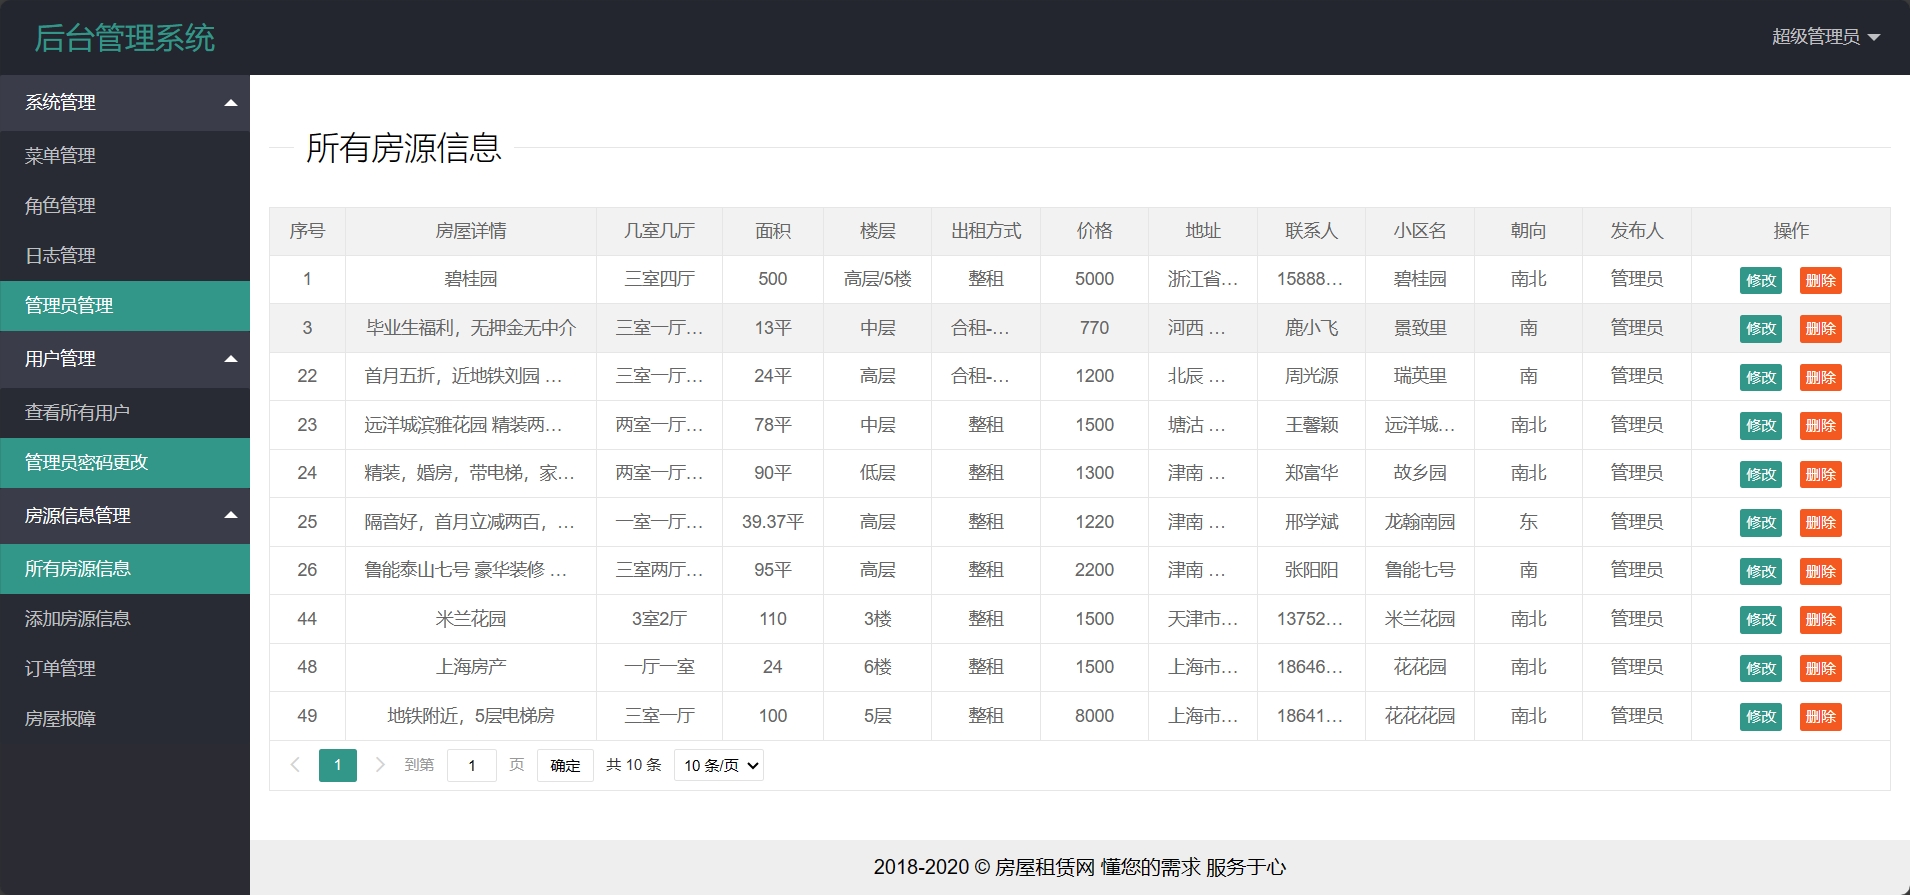 后台管理系统
超级管理员
系统管理
菜单管理
角色管理
日志管理
管理员管理
用户管理
查看所有用户
管理员密码更改
房源信息管理
所有房源信息
添加房源信息
订单管理
房屋报障
所有房源信息
序号 房屋详情 几室几厅 面积 楼层 出租方式 价格 地址 联系人 小区名 朝向 发布人 操作
1 碧桂园 三室四厅 500 高层/5楼 整租 5000 浙江省… 15888… 碧桂园 南北 管理员 修改 删除
3 毕业生福利，无押金无中介 三室一厅… 13平 中层 合租-… 770 河西 … 鹿小飞 景致里 南 管理员 修改 删除
22 首月五折，近地铁刘园 … 三室一厅… 24平 高层 合租-… 1200 北辰 … 周光源 瑞英里 南 管理员 修改 删除
23 远洋城滨雅花园 精装两… 两室一厅… 78平 中层 整租 1500 塘沽 … 王馨颖 远洋城… 南北 管理员 修改 删除
24 精装，婚房，带电梯，家… 两室一厅… 90平 低层 整租 1300 津南 … 郑富华 故乡园 南北 管理员 修改 删除
25 隔音好，首月立减两百，… 一室一厅… 39.37平 高层 整租 1220 津南 … 邢学斌 龙翰南园 东 管理员 修改 删除
26 鲁能泰山七号 豪华装修 … 三室两厅… 95平 高层 整租 2200 津南 … 张阳阳 鲁能七号 南 管理员 修改 删除
44 米兰花园 3室2厅 110 3楼 整租 1500 天津市… 13752… 米兰花园 南北 管理员 修改 删除
48 上海房产 一厅一室 24 6楼 整租 1500 上海市… 18646… 花花园 南北 管理员 修改 删除
49 地铁附近，5层电梯房 三室一厅 100 5层 整租 8000 上海市… 18641… 花花花园 南北 管理员 修改 删除
1 到第 1 页 确定 共 10 条 10 条/页
2018-2020 © 房屋租赁网 懂您的需求 服务于心